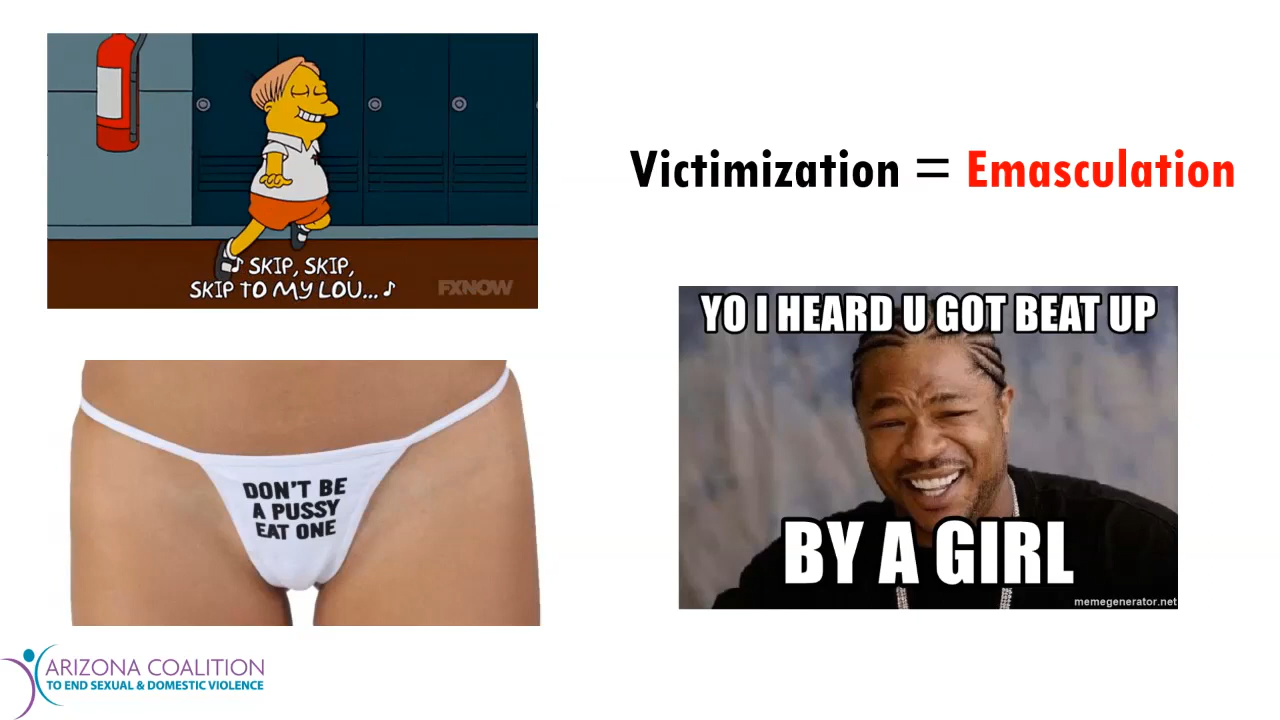 ♪ SKIP, SKIP,
SKIP TO MY LOU... ♪
FXNOW
Victimization = Emasculation
YO I HEARD U GOT BEAT UP
BY A GIRL
memegenerator.net
DON'T BE
A PUSSY
EAT ONE
ARIZONA COALITION
TO END SEXUAL & DOMESTIC VIOLENCE